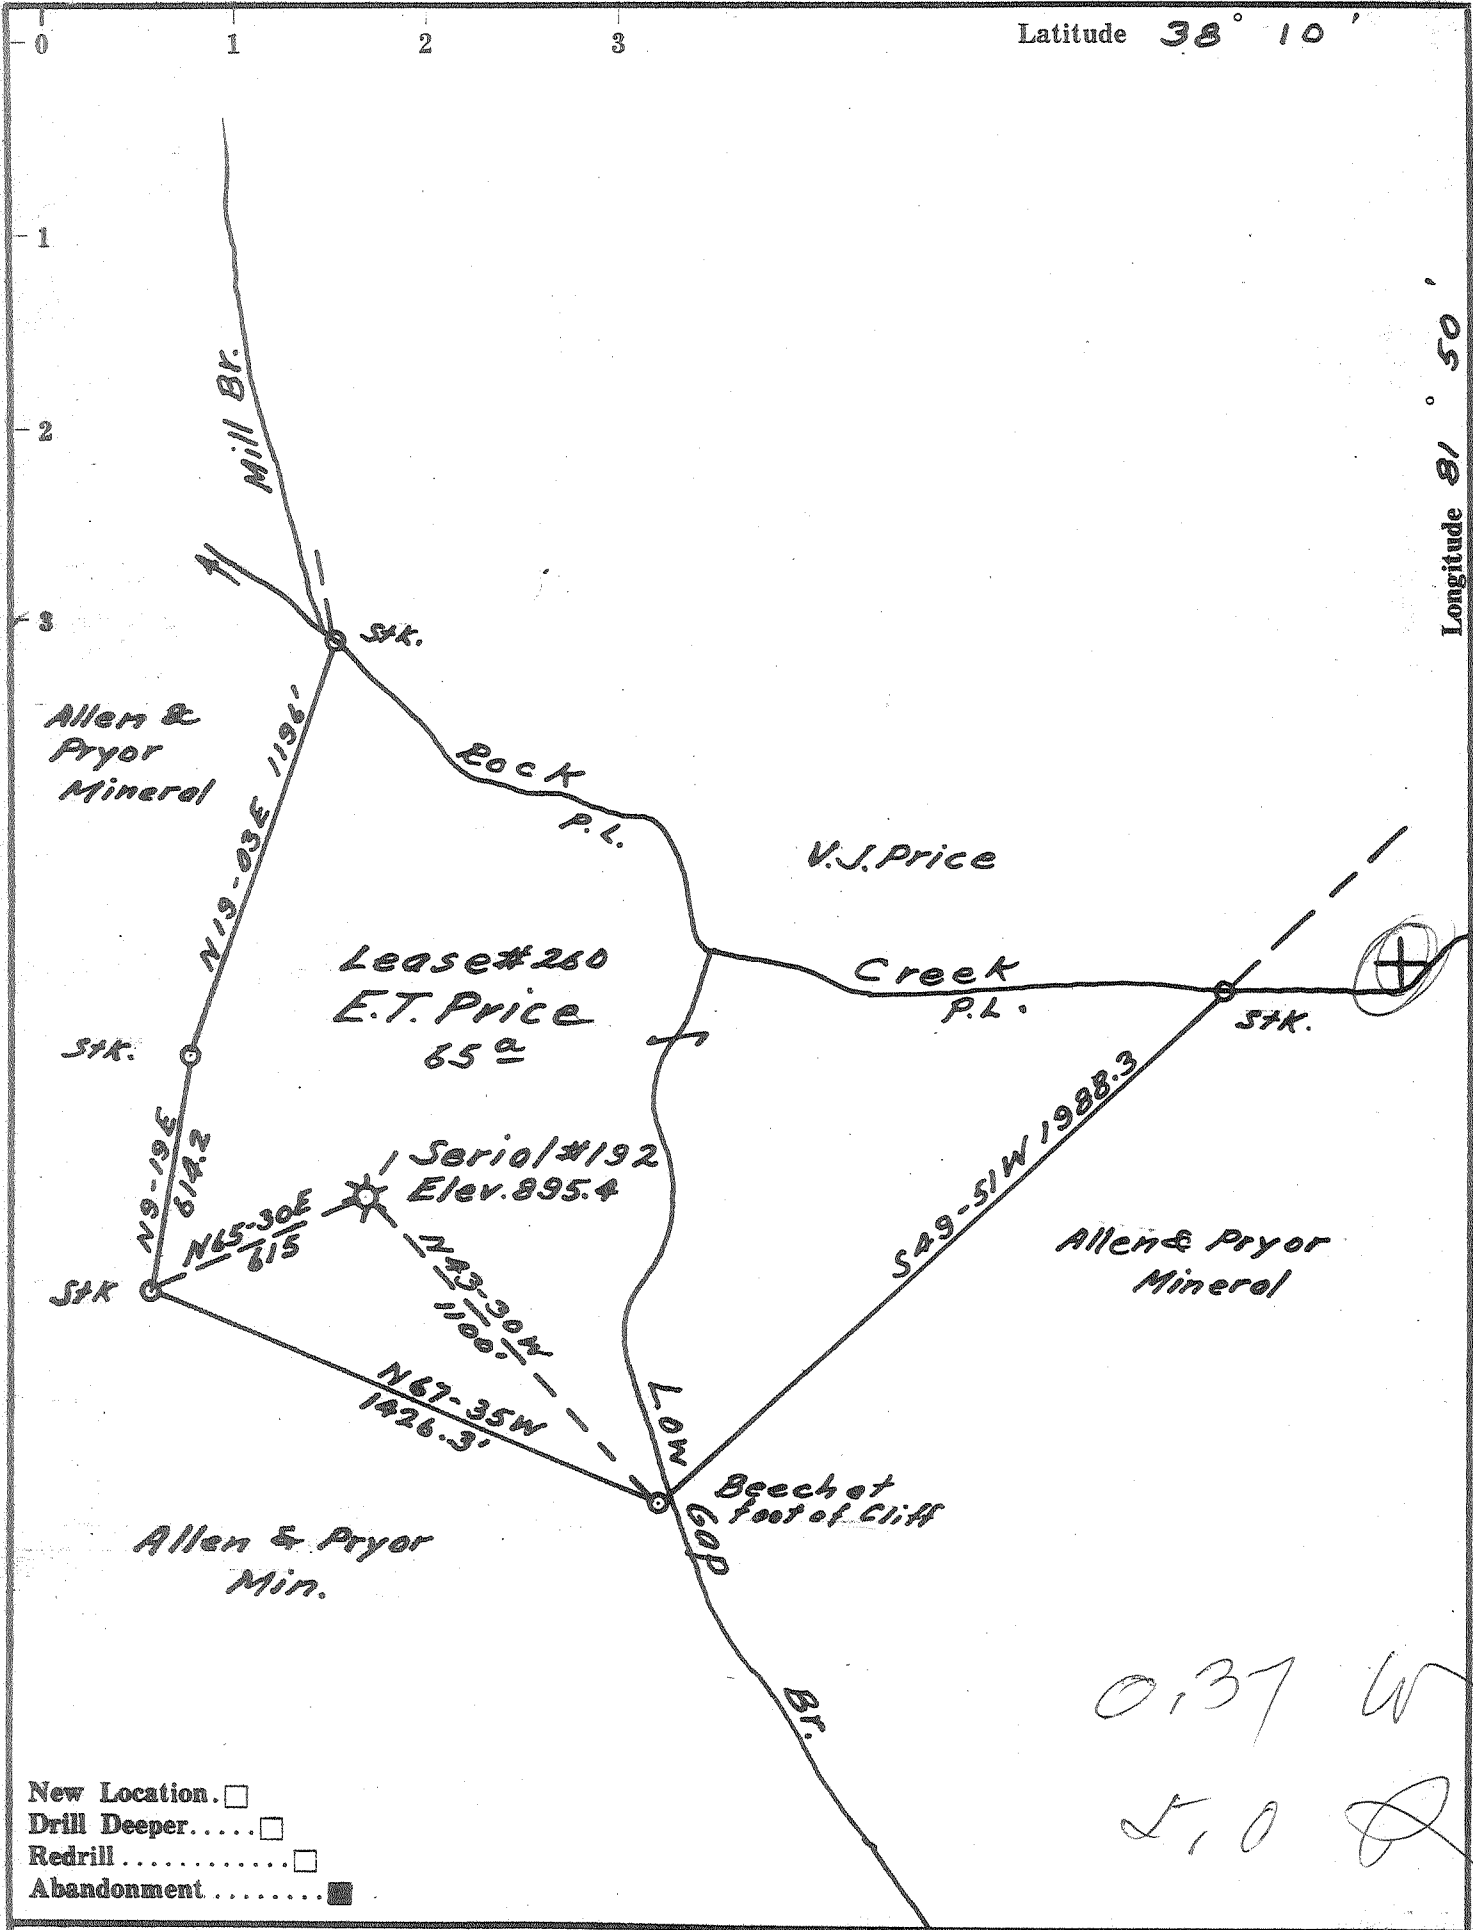 0 1 2 3
Latitude 38° 10'
1
2
3
Longitude 81° 50'
Mill Br.
Stk.
Allen &
Pryor
Mineral
N19-03E 1196'
Rock
P.L.
V.J. Price
Lease #260
E.T. Price
65 a
Creek
P.L.
Stk.
Stk.
N9-19E
614.2
Serial #192
Elev. 895.4
N65-30E
615
Stk
N43-30W
1100'
S49-51W 1988.3
Allen & Pryor
Mineral
N67-35W
1426.3'
Low Gap Br.
Beech at
foot of Cliff
Allen & Pryor
Min.
0.37 W
New Location. □
Drill Deeper..... □
Redrill ............ □
Abandonment ........ ■